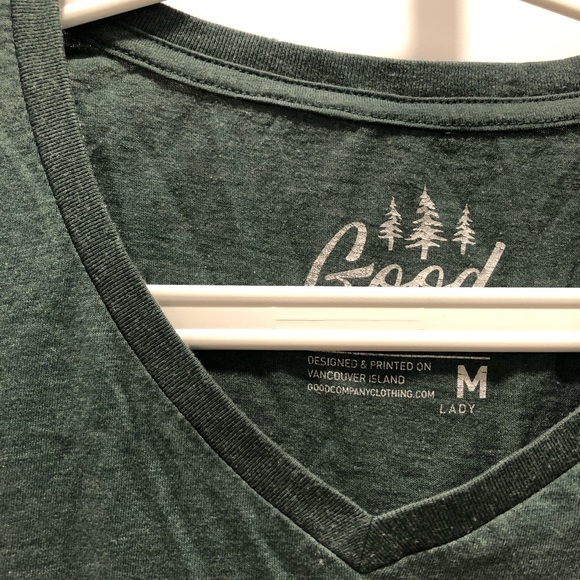 Good
DESIGNED & PRINTED ON
VANCOUVER ISLAND
GOODCOMPANYCLOTHING.COM
M
LADY